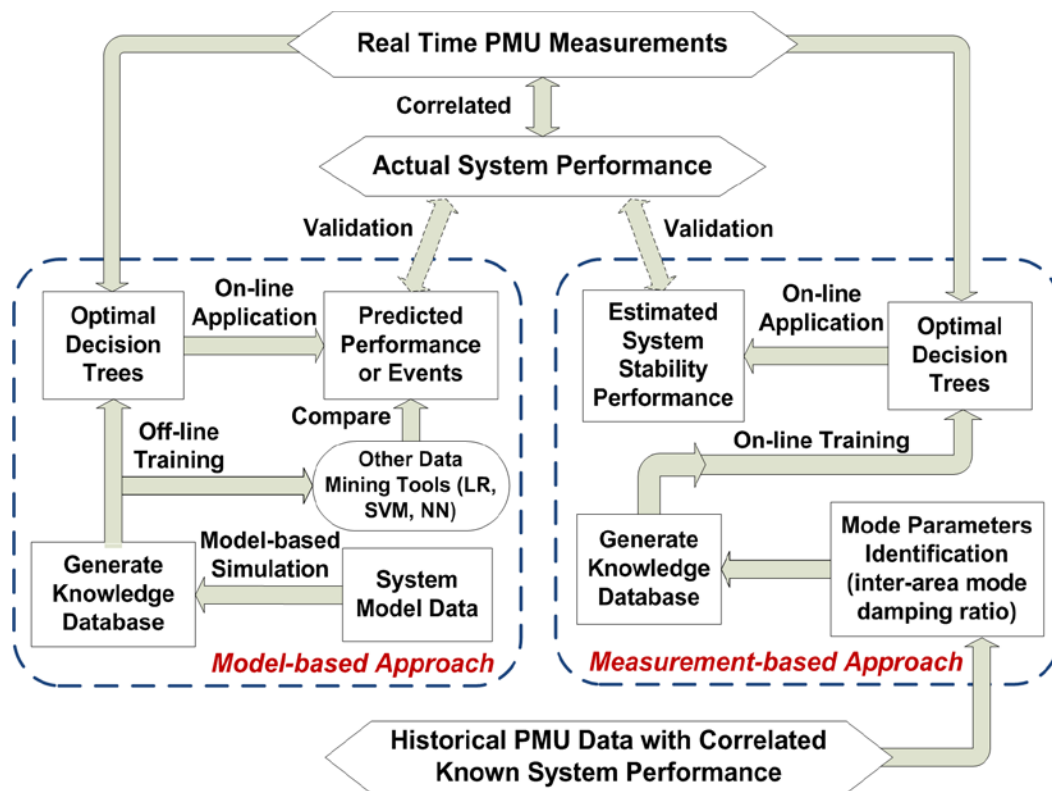 Real Time PMU Measurements
Correlated
Actual System Performance
Validation
Validation
Optimal
Decision
Trees
On-line
Application
Predicted
Performance
or Events
Compare
Off-line
Training
Other Data
Mining Tools (LR,
SVM, NN)
Generate
Knowledge
Database
Model-based
Simulation
System
Model Data
Model-based Approach
Estimated
System
Stability
Performance
On-line
Application
Optimal
Decision
Trees
On-line Training
Generate
Knowledge
Database
Mode Parameters
Identification
(inter-area mode
damping ratio)
Measurement-based Approach
Historical PMU Data with Correlated
Known System Performance